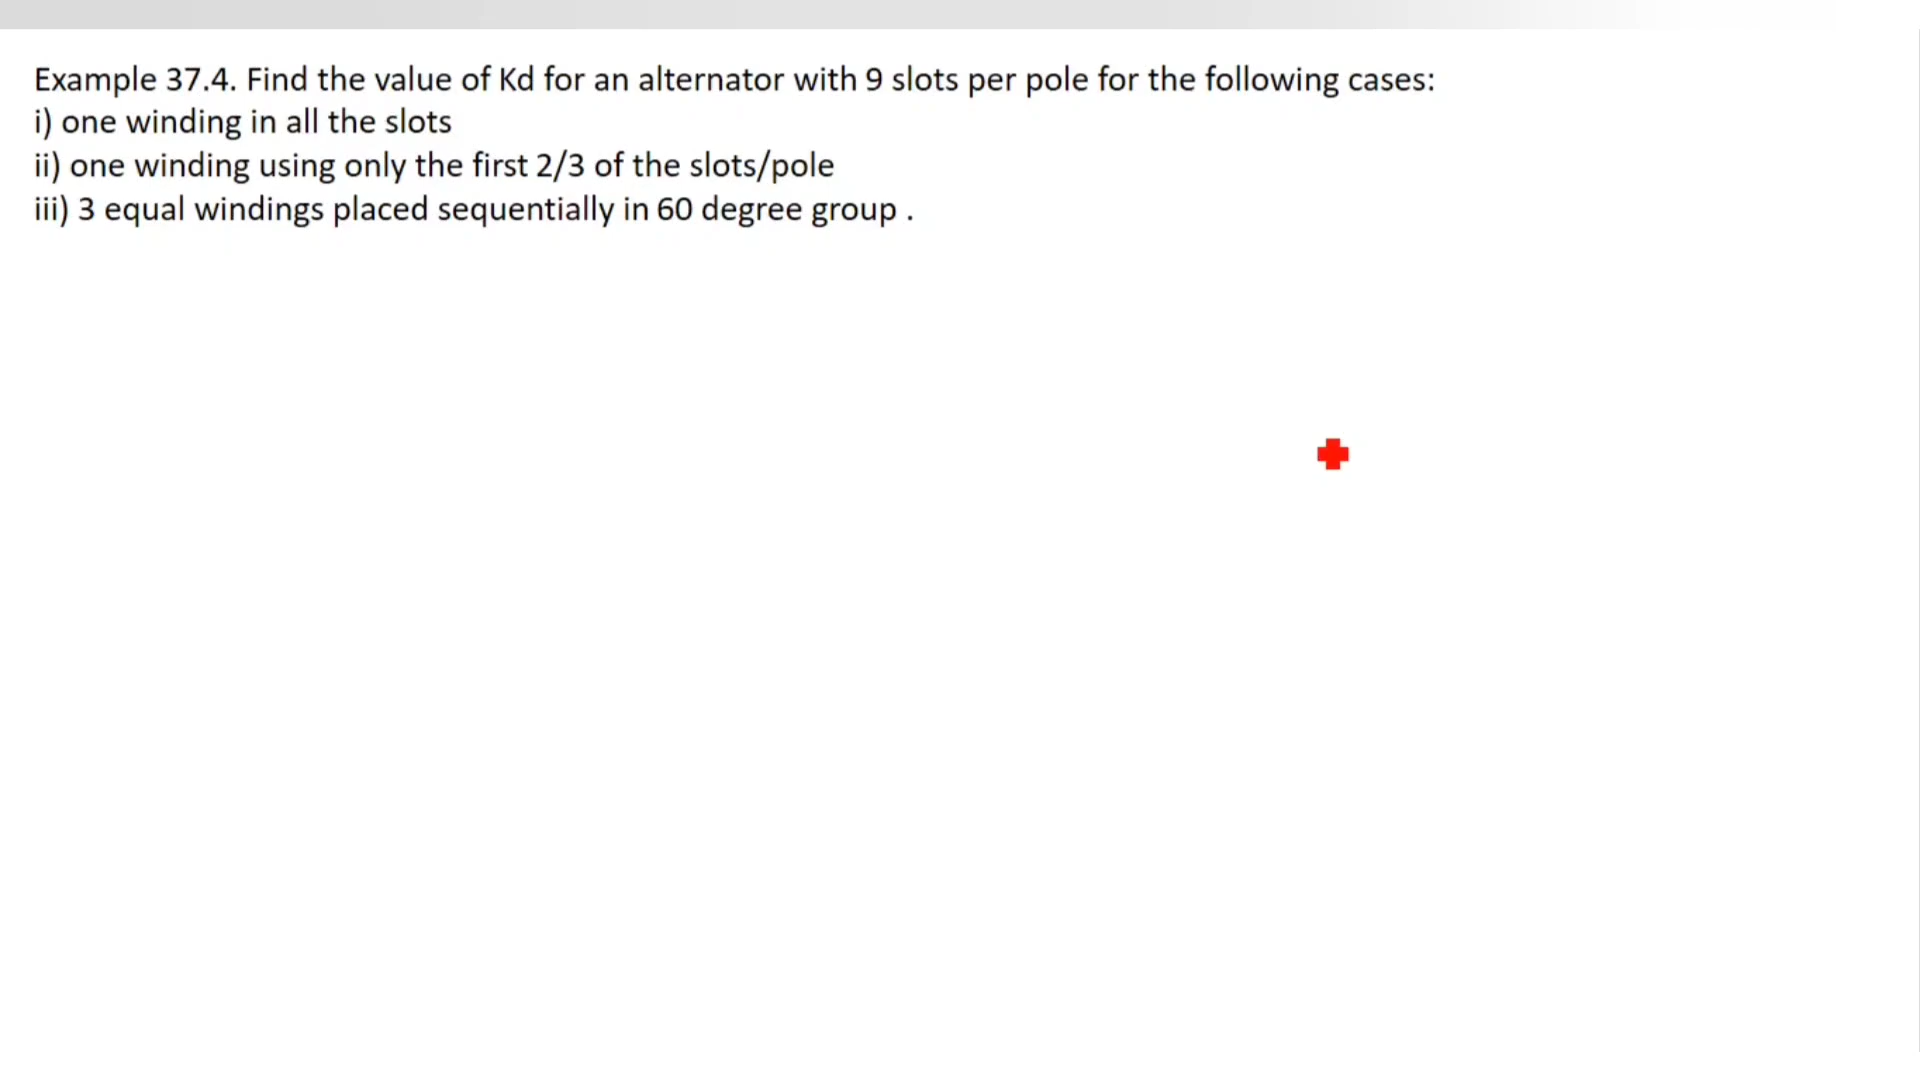 Example 37.4. Find the value of Kd for an alternator with 9 slots per pole for the following cases:
i) one winding in all the slots
ii) one winding using only the first 2/3 of the slots/pole
iii) 3 equal windings placed sequentially in 60 degree group .